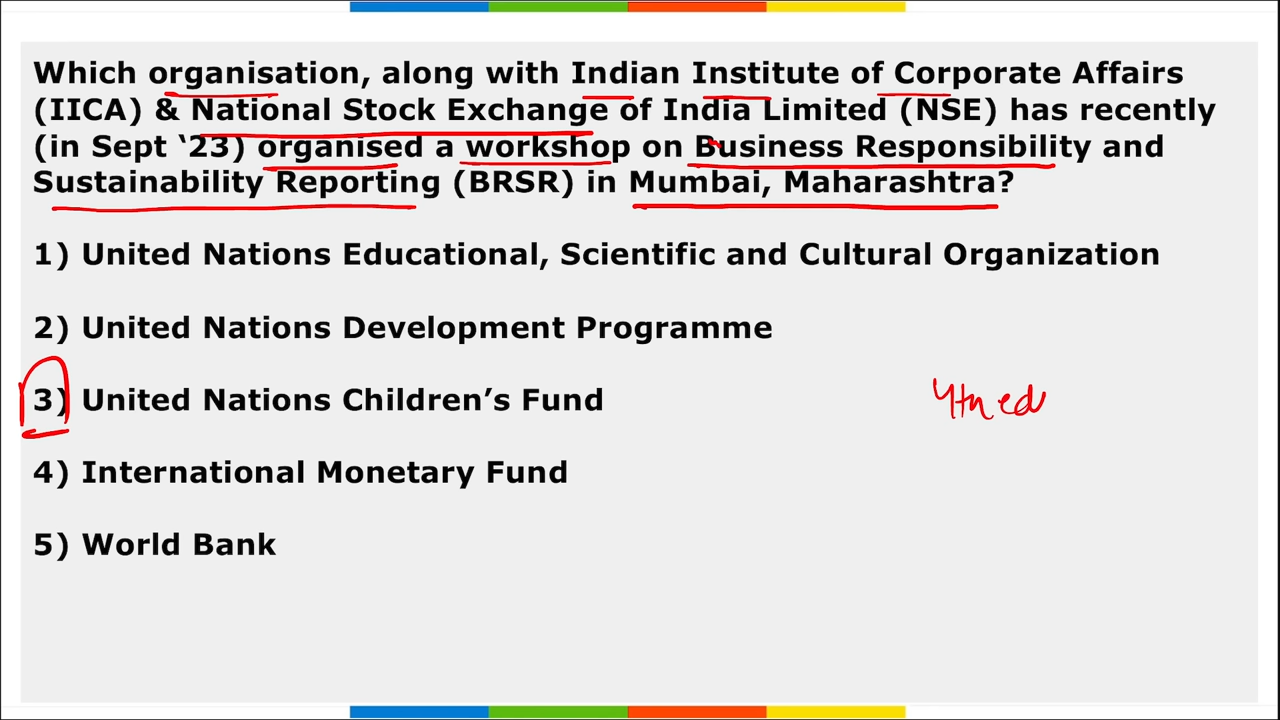 Which organisation, along with Indian Institute of Corporate Affairs
(IICA) & National Stock Exchange of India Limited (NSE) has recently
(in Sept ‘23) organised a workshop on Business Responsibility and
Sustainability Reporting (BRSR) in Mumbai, Maharashtra?
1) United Nations Educational, Scientific and Cultural Organization
2) United Nations Development Programme
3) United Nations Children’s Fund
4) International Monetary Fund
5) World Bank